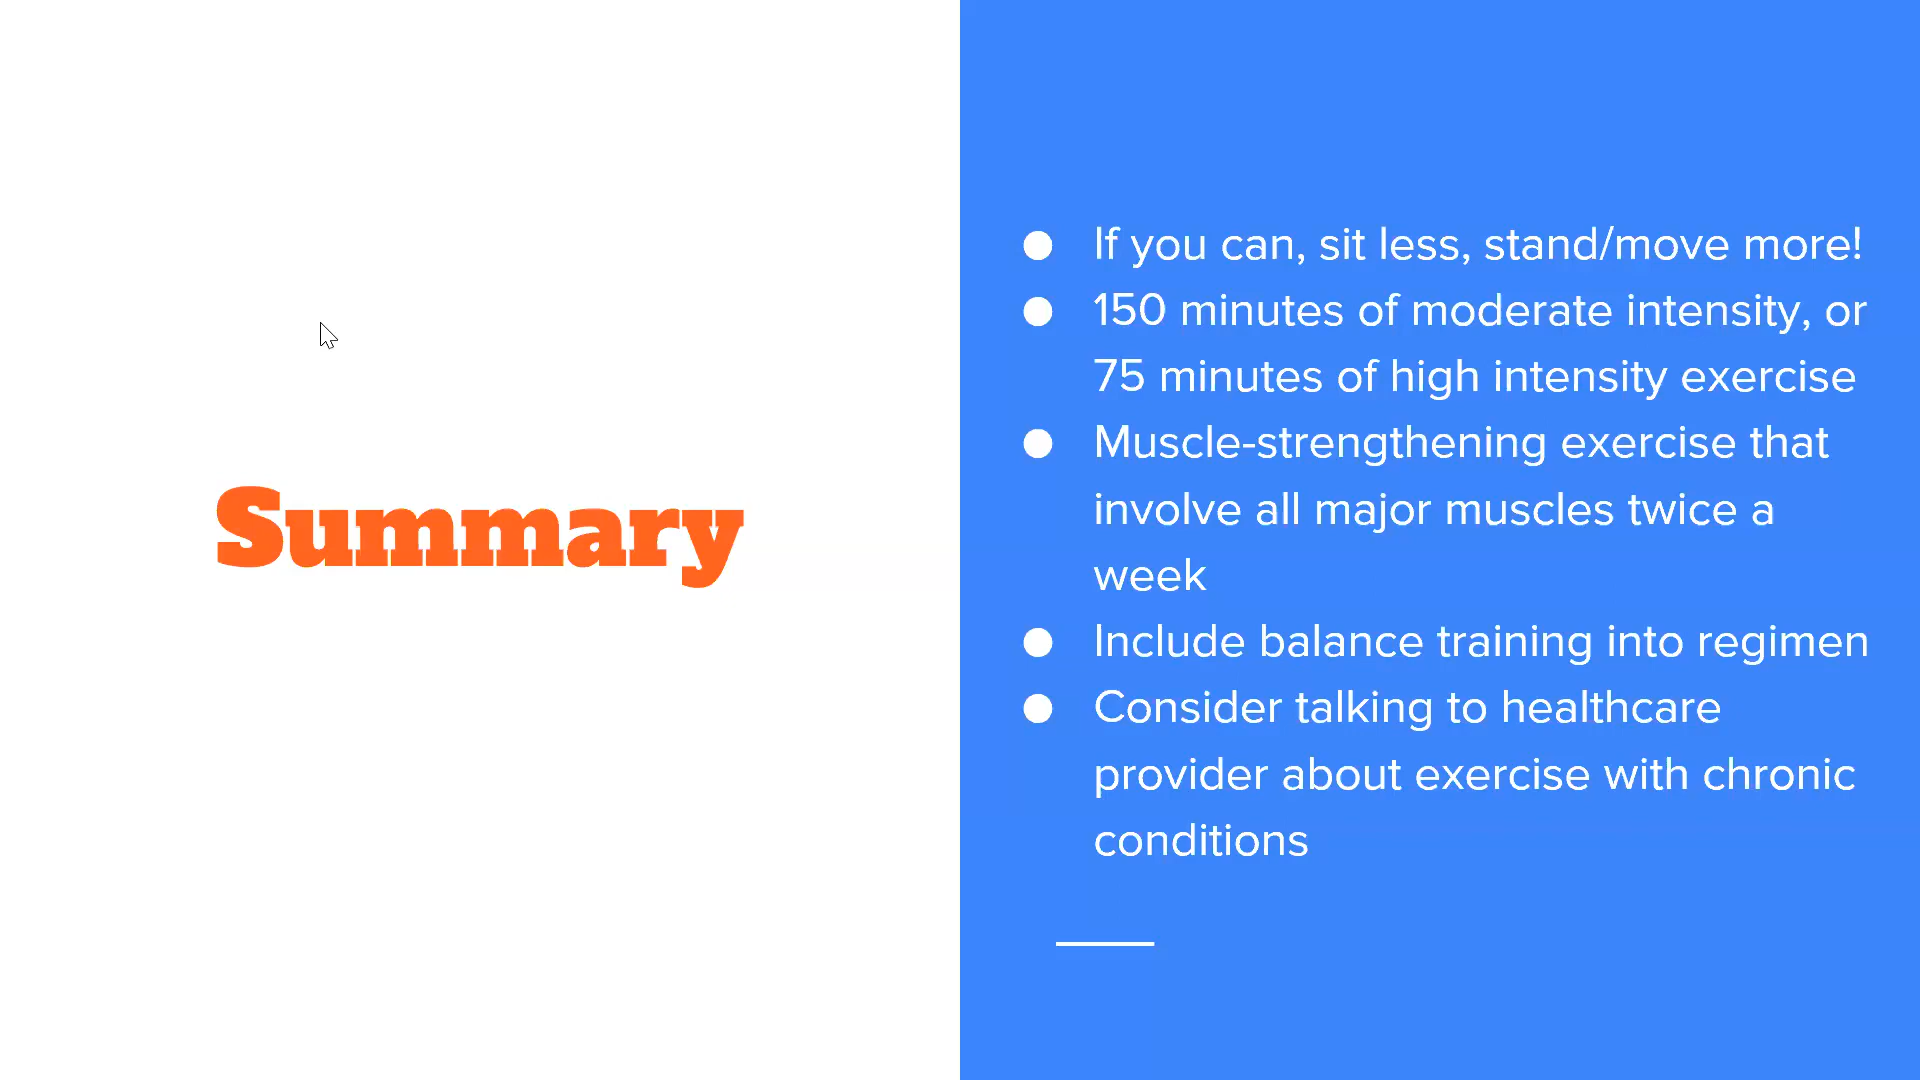 Summary
● If you can, sit less, stand/move more!
● 150 minutes of moderate intensity, or
75 minutes of high intensity exercise
● Muscle-strengthening exercise that
involve all major muscles twice a
week
● Include balance training into regimen
● Consider talking to healthcare
provider about exercise with chronic
conditions